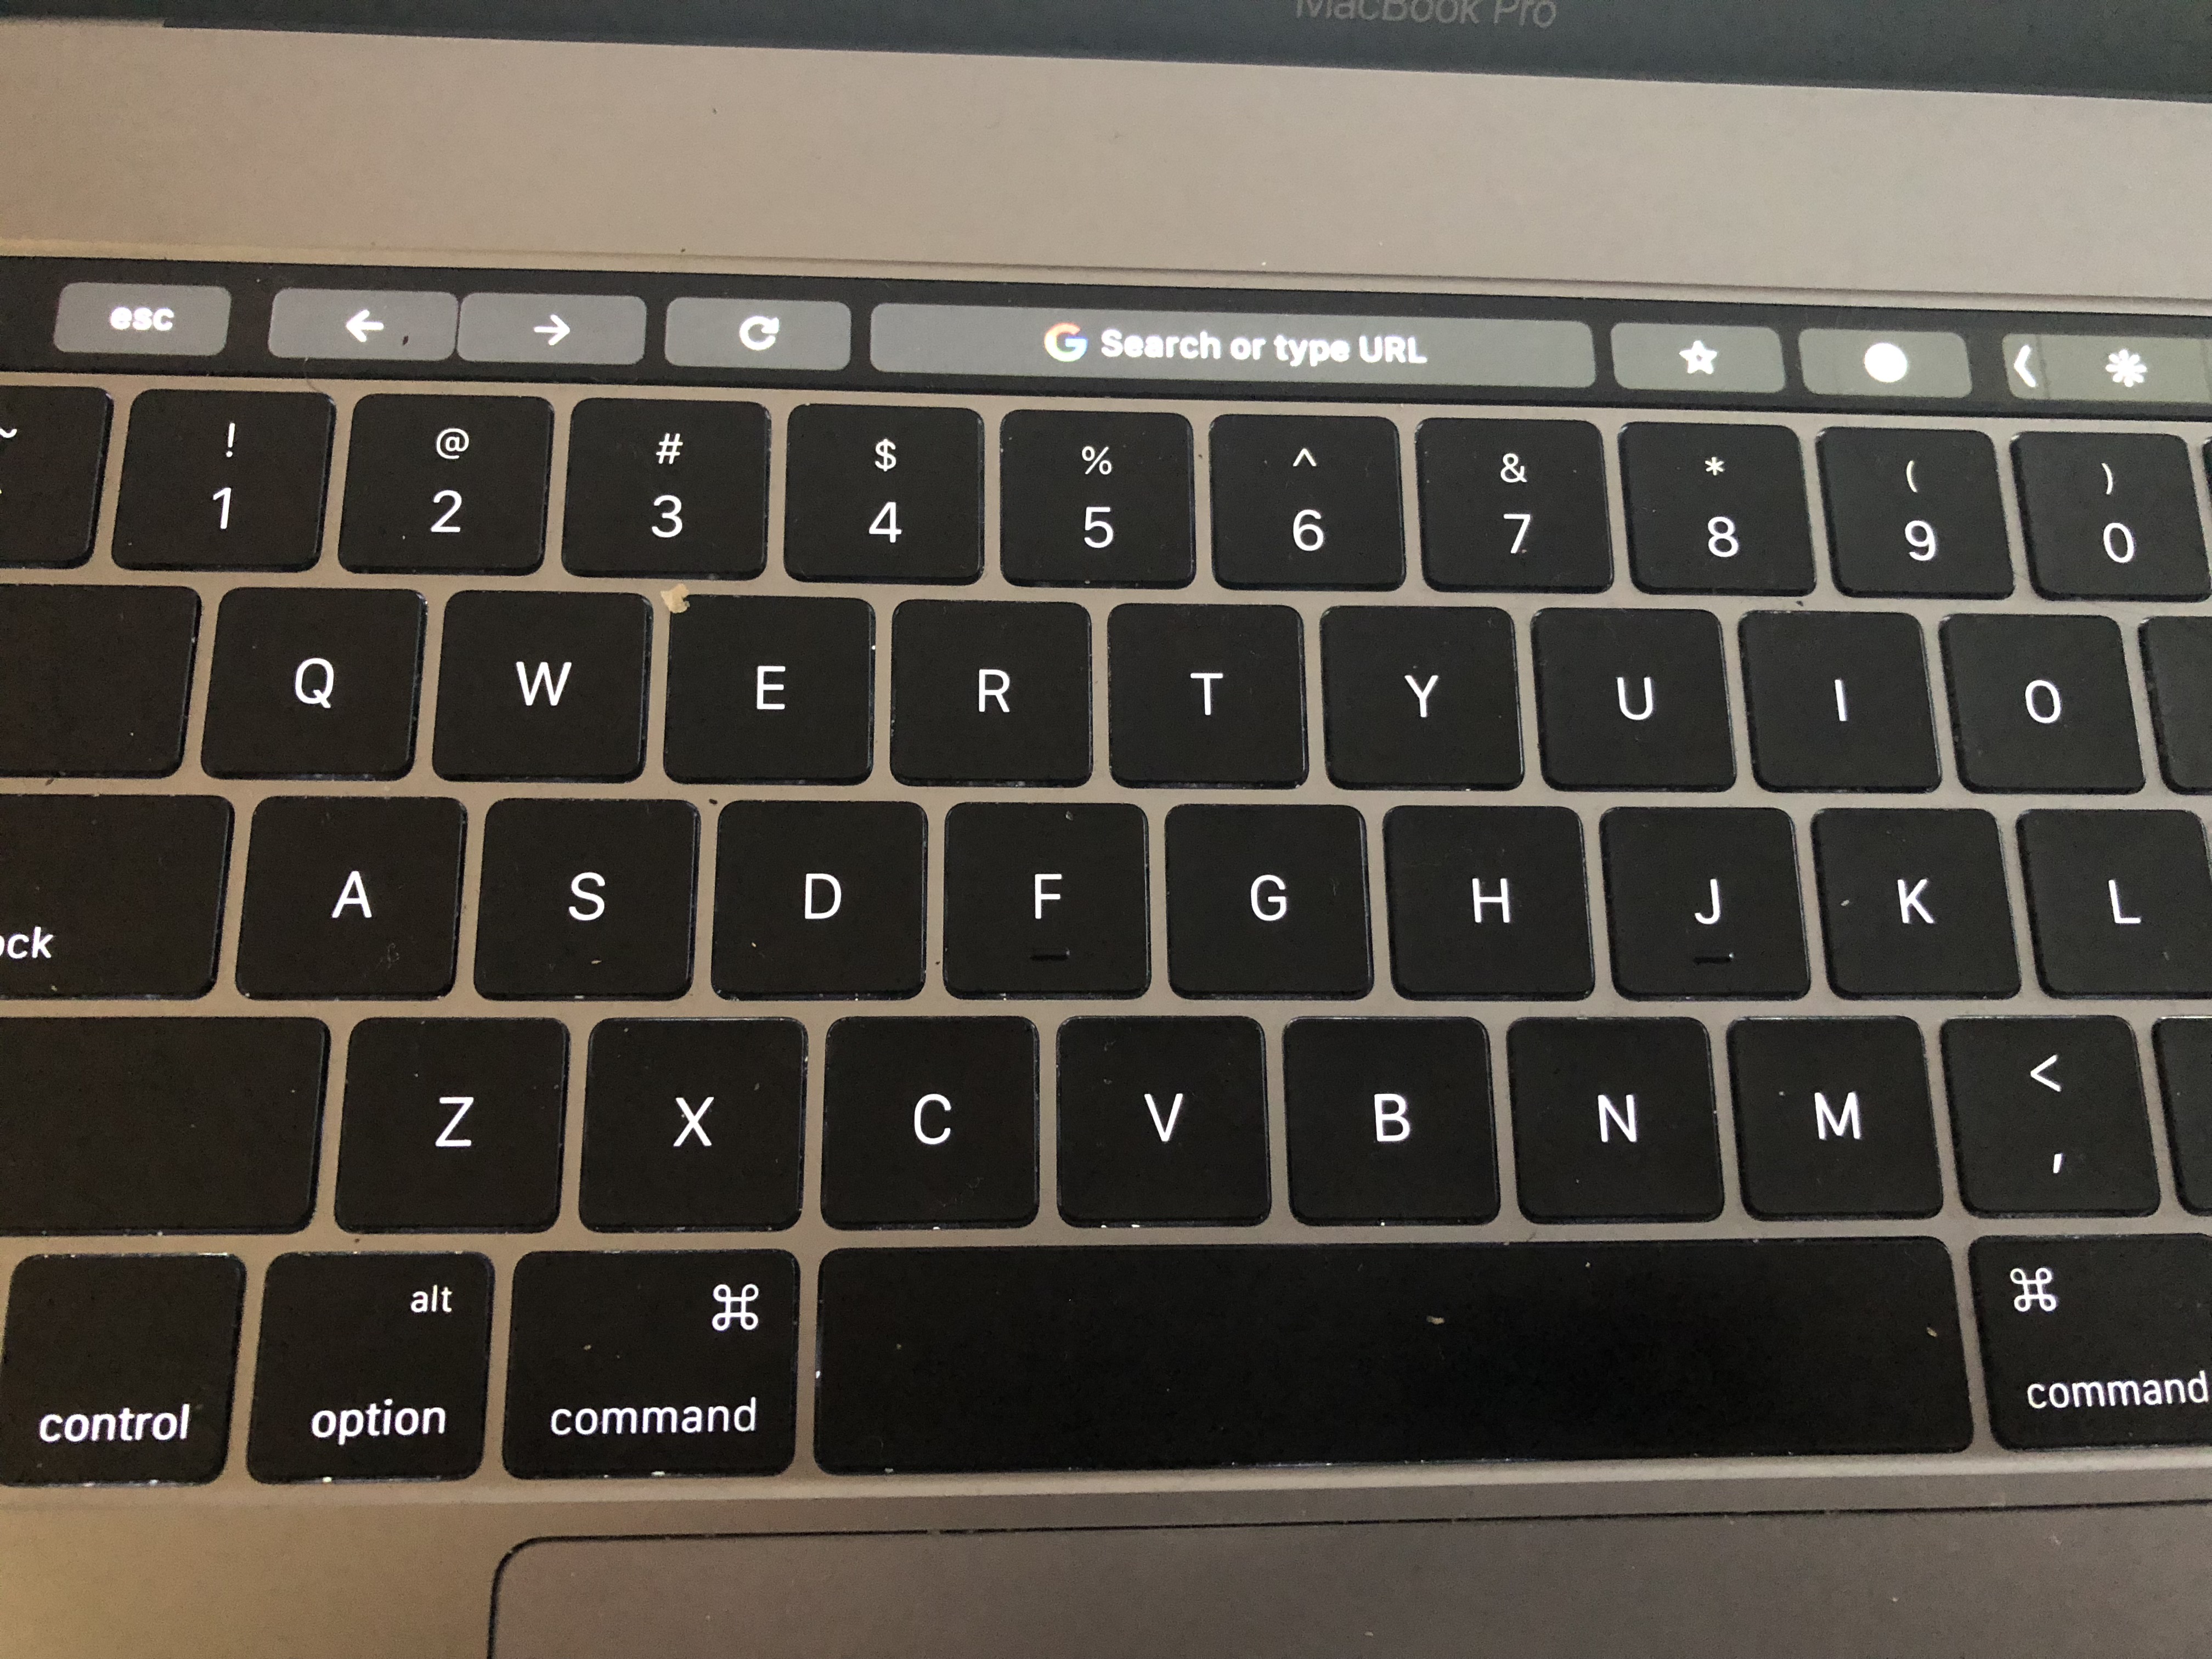 MacBook Pro
esc ← → Search or type URL
! @ # $ % ^ & * ( )
~ 1 2 3 4 5 6 7 8 9 0
Q W E R T Y U I O
A S D F G H J K L
ock
Z X C V B N M < ,
alt ⌘ ⌘
control option command command